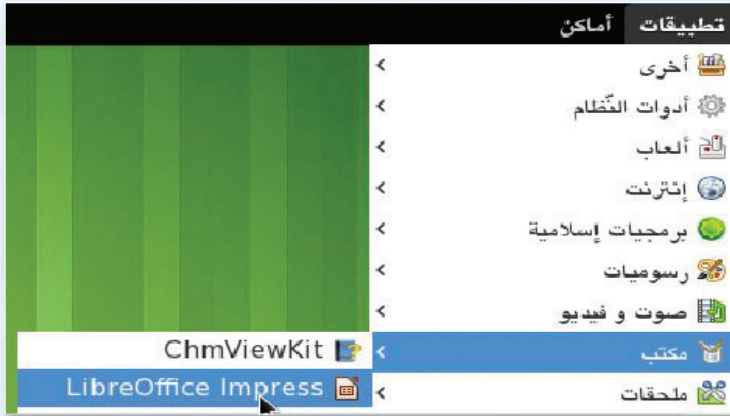 تطبيقات أماكن
أخرى
أدوات النّظام
ألعاب
إنترنت
برمجيات إسلامية
رسوميات
صوت و فيديو
مكتب
ChmViewKit
ملحقات
LibreOffice Impress